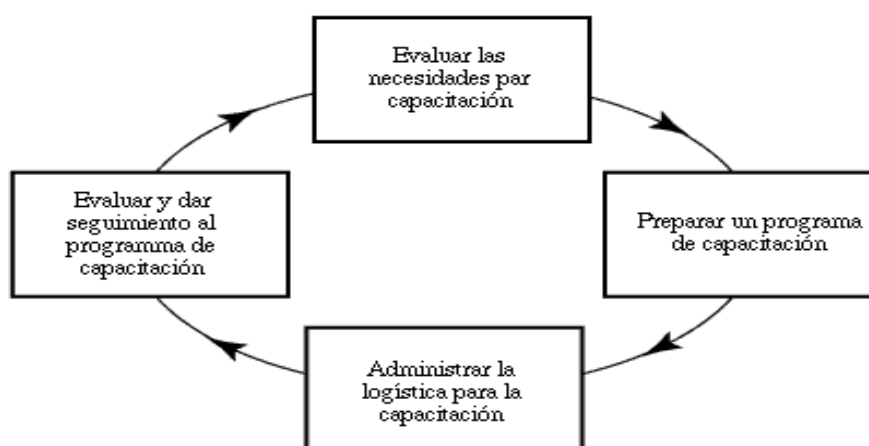 Evaluar las
necesidades par
capacitación
Preparar un programa
de capacitación
Administrar la
logística para la
capacitación
Evaluar y dar
seguimiento al
programma de
capacitación